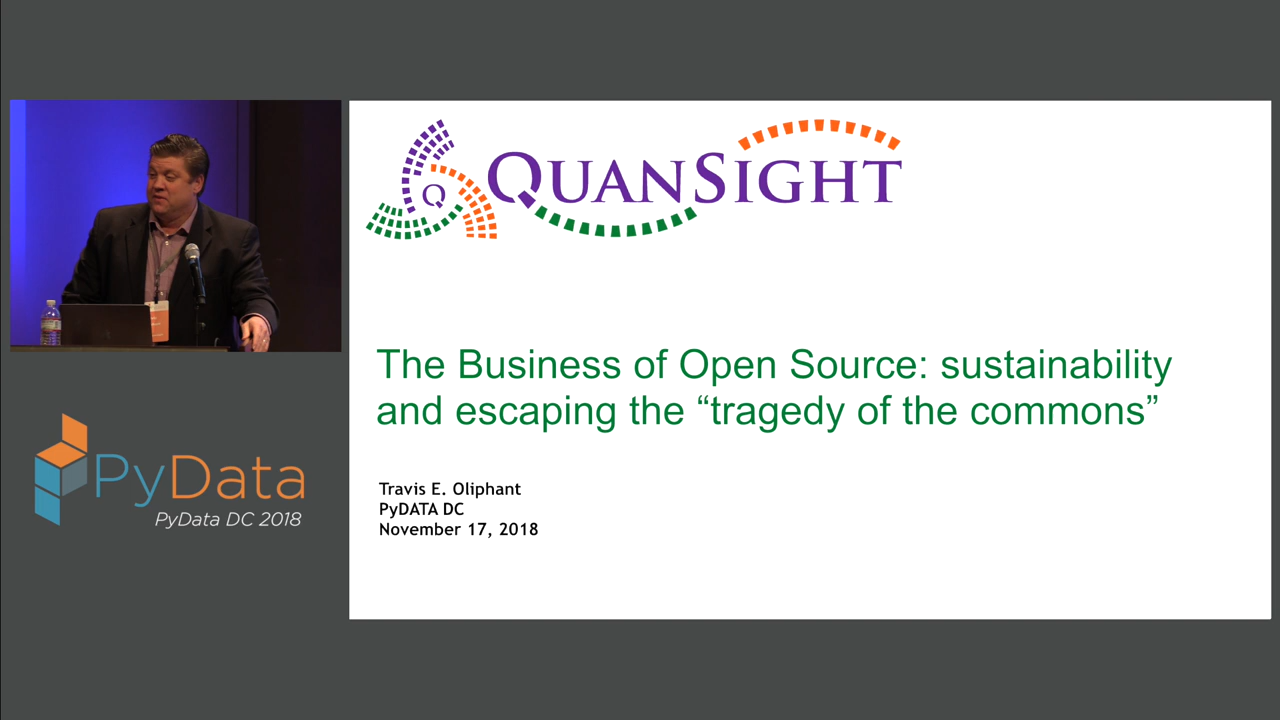 Q QUANSIGHT
The Business of Open Source: sustainability
and escaping the “tragedy of the commons”
Travis E. Oliphant
PyDATA DC
November 17, 2018
PyData
PyData DC 2018